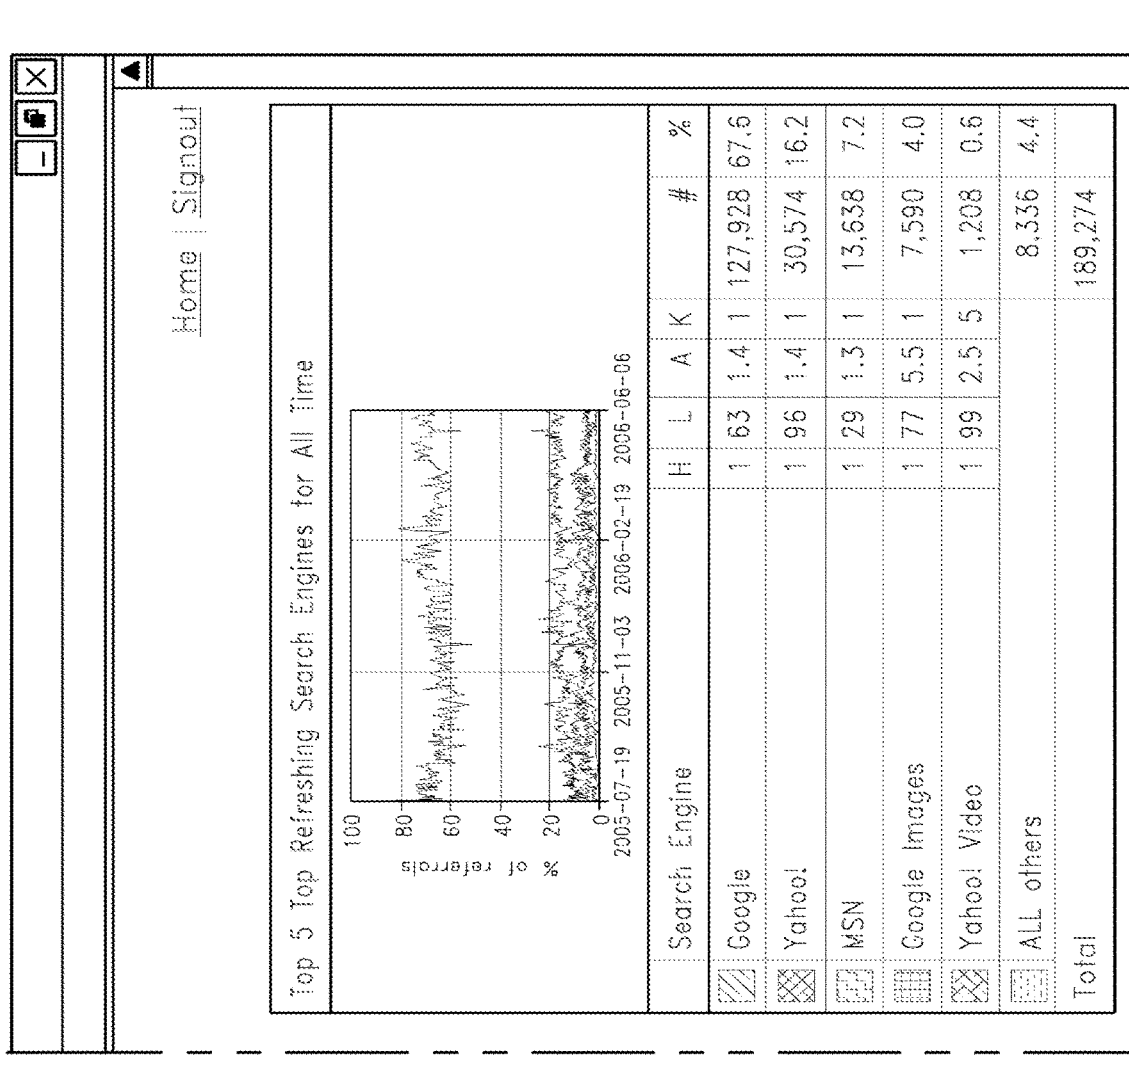 Home | Signout
Top 5 Top Refreshing Search Engines for All Time
% of referrals
100
80
60
40
20
0
2005-07-19 2005-11-03 2006-02-19 2006-06-06
Search Engine H L A K # %
Google 1 63 1.4 1 127,928 67.6
Yahoo! 1 96 1.4 1 30,574 16.2
MSN 1 29 1.3 1 13,638 7.2
Google Images 1 77 5.5 1 7,590 4.0
Yahoo! Video 1 99 2.5 5 1,208 0.6
ALL others 8,336 4.4
Total 189,274